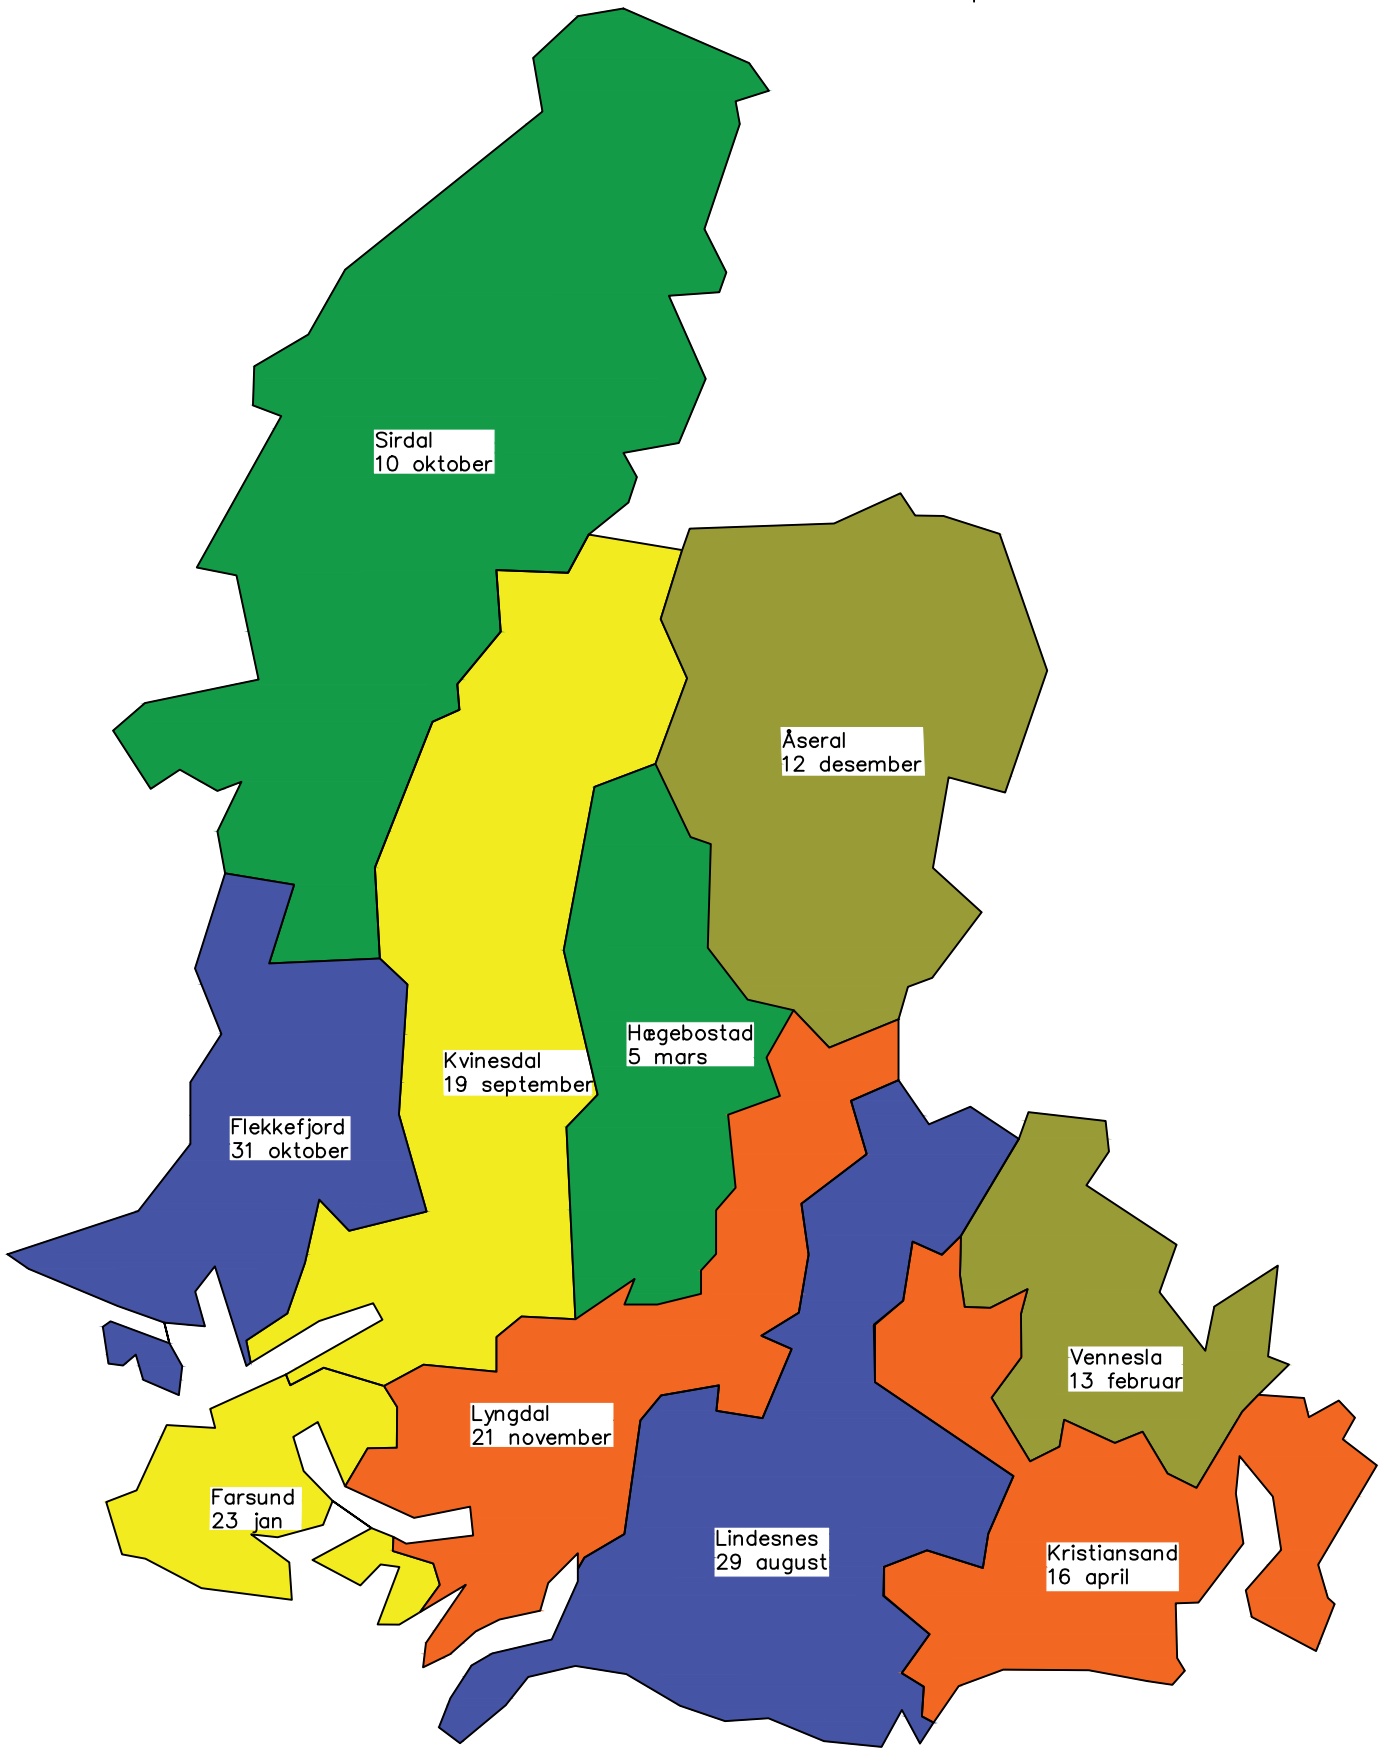 Sirdal
10 oktober
Åseral
12 desember
Hægebostad
5 mars
Kvinesdal
19 september
Flekkefjord
31 oktober
Vennesla
13 februar
Lyngdal
21 november
Farsund
23 jan
Lindesnes
29 august
Kristiansand
16 april